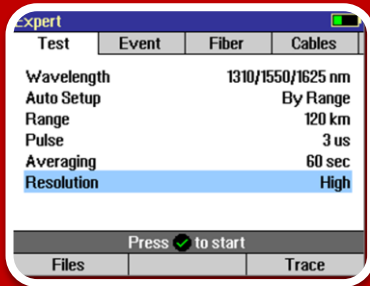 Expert
Test Event Fiber Cables
Wavelength 1310/1550/1625 nm
Auto Setup By Range
Range 120 km
Pulse 3 us
Averaging 60 sec
Resolution High
Press to start
Files Trace